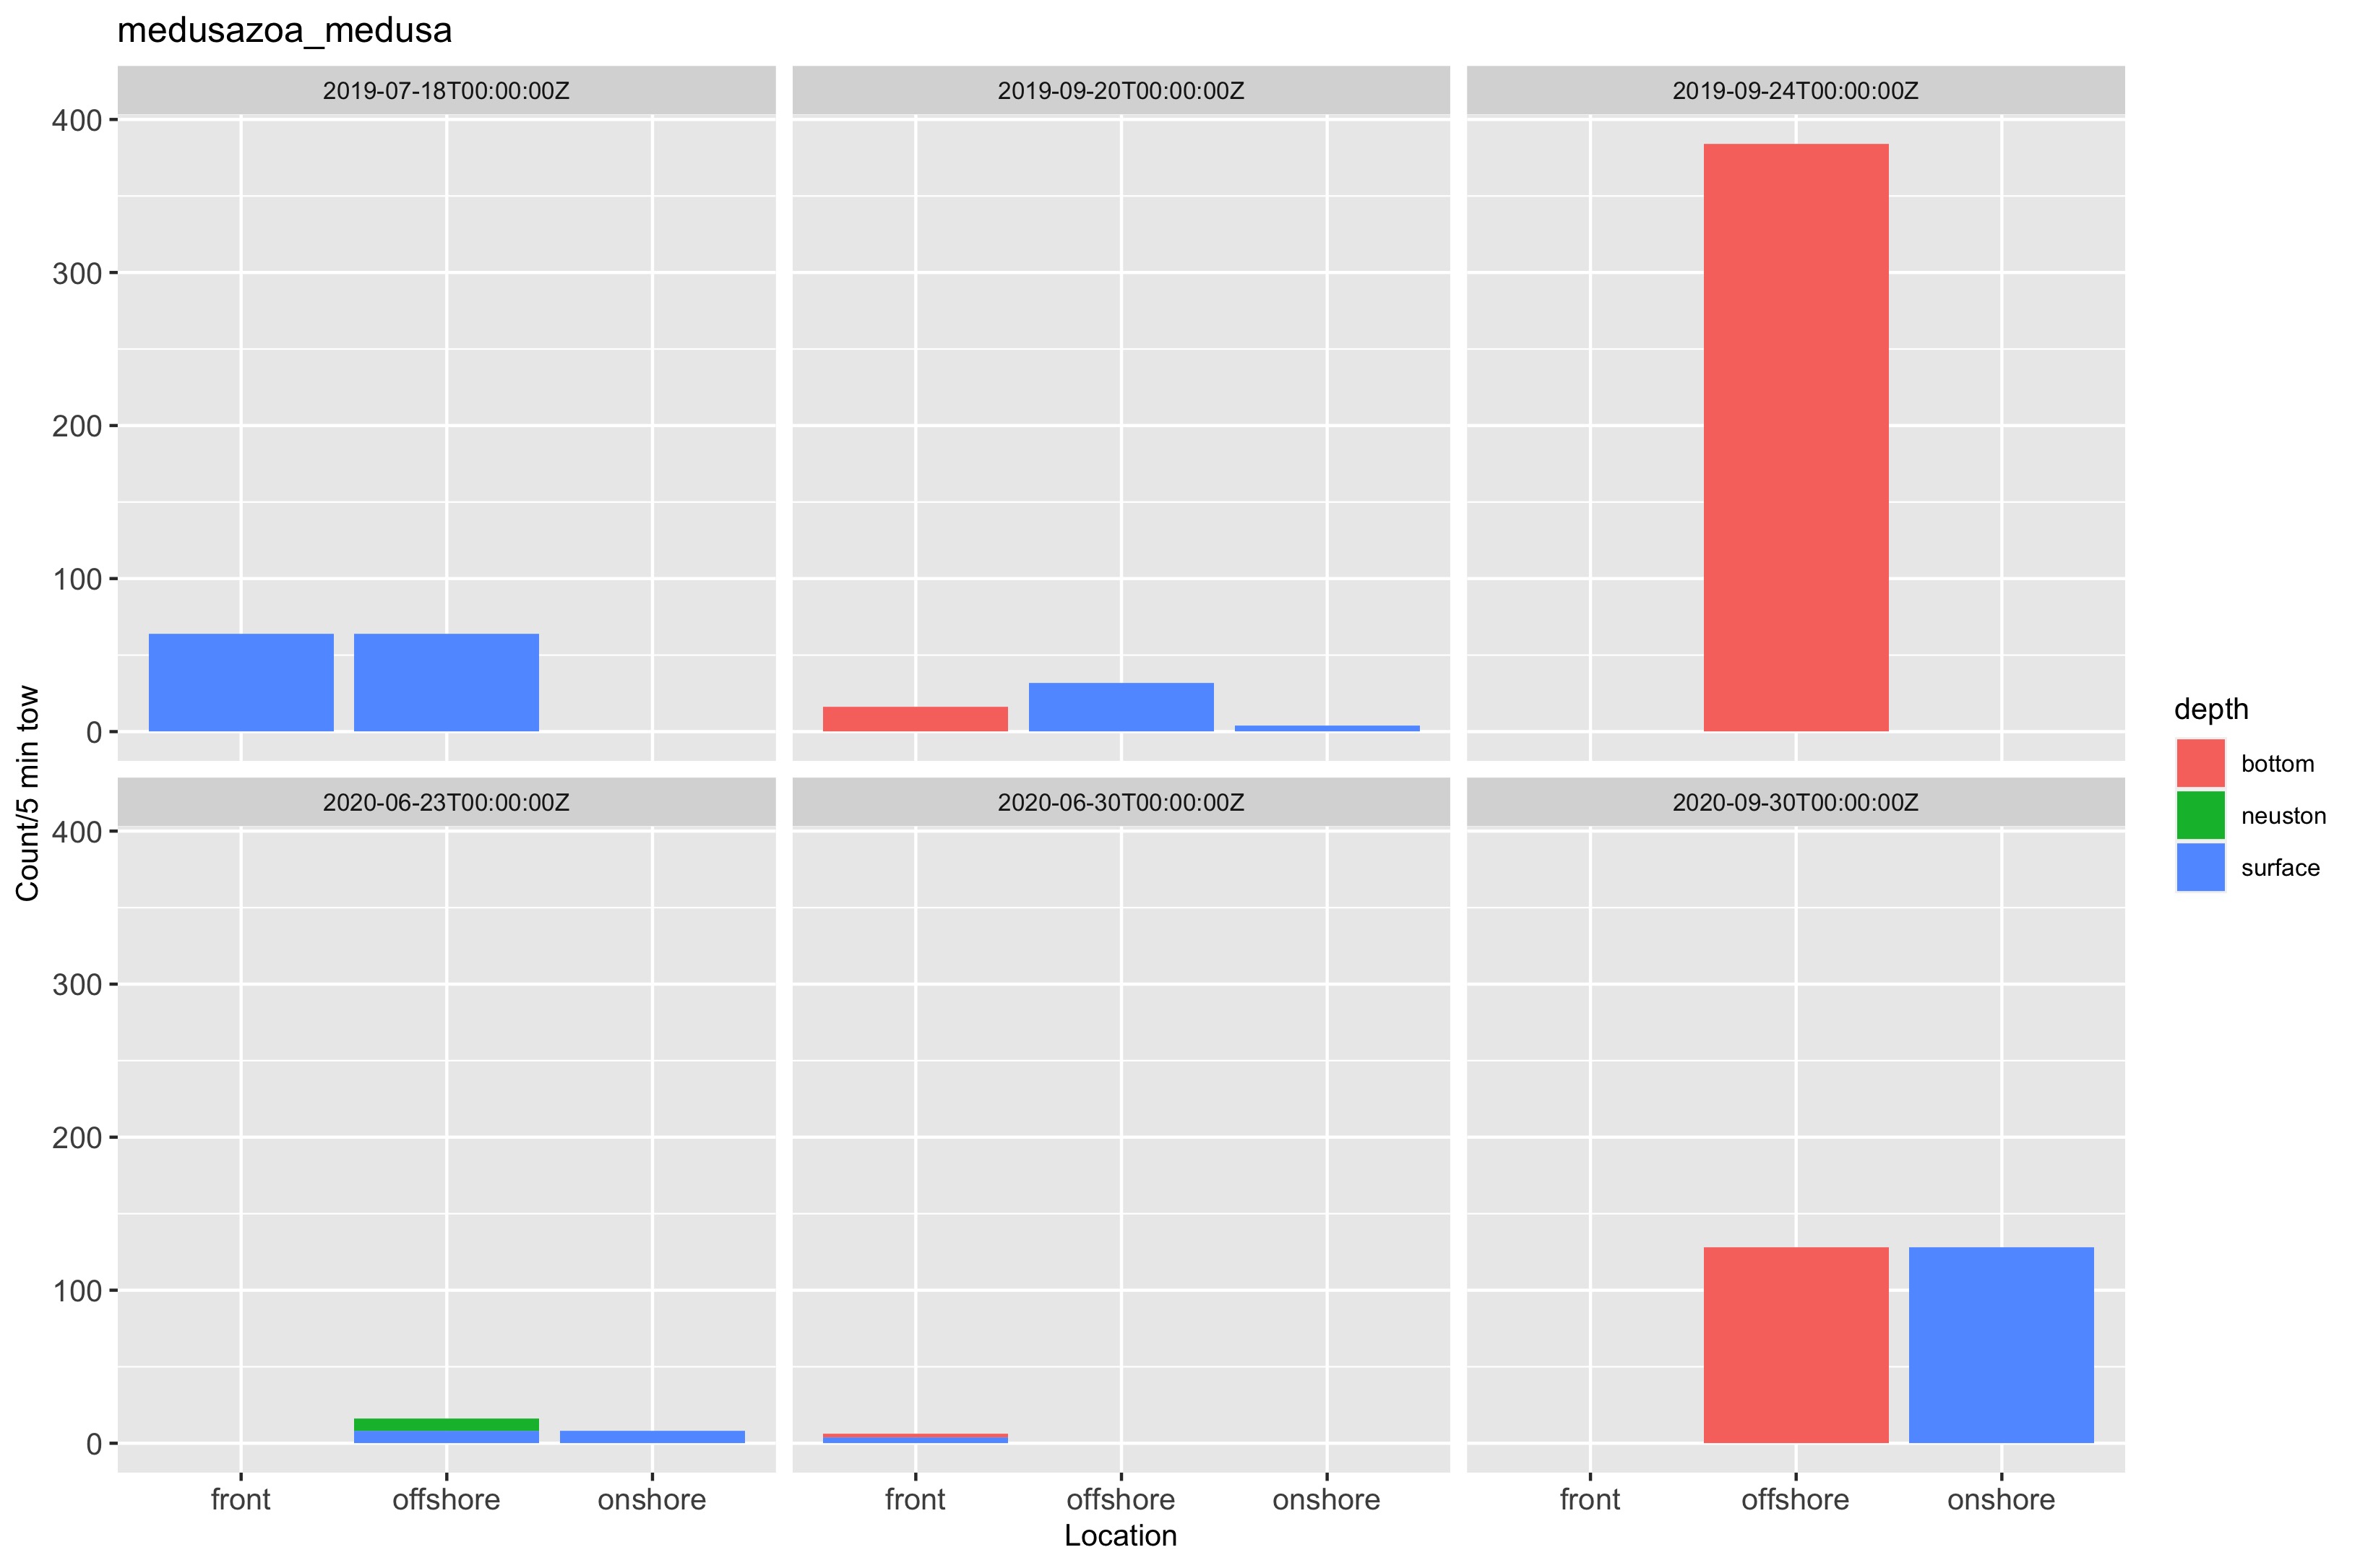 medusazoa_medusa
2019-07-18T00:00:00Z
2019-09-20T00:00:00Z
2019-09-24T00:00:00Z
400
300
200
100
0
2020-06-23T00:00:00Z
2020-06-30T00:00:00Z
2020-09-30T00:00:00Z
400
300
200
100
0
Count/5 min tow
front offshore onshore
front offshore onshore
front offshore onshore
Location
depth
bottom
neuston
surface